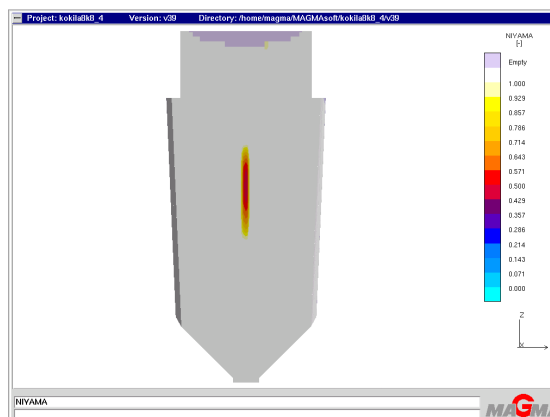 Project: kokila8k8_4 Version: v39 Directory: /home/magma/MAGMAsoft/kokila8k8_4/v39
NIYAMA
[-]
Empty
1.000
0.929
0.857
0.786
0.714
0.643
0.571
0.500
0.429
0.357
0.286
0.214
0.143
0.071
0.000
Z
X
NIYAMA
MAGMA